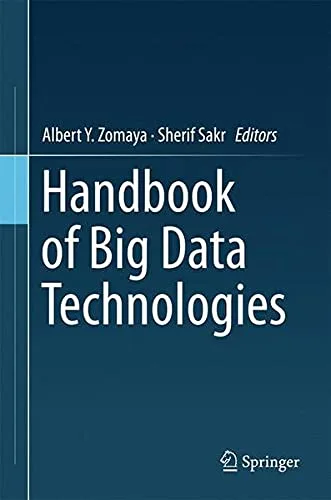 Albert Y. Zomaya · Sherif Sakr Editors
Handbook
of Big Data
Technologies
Springer